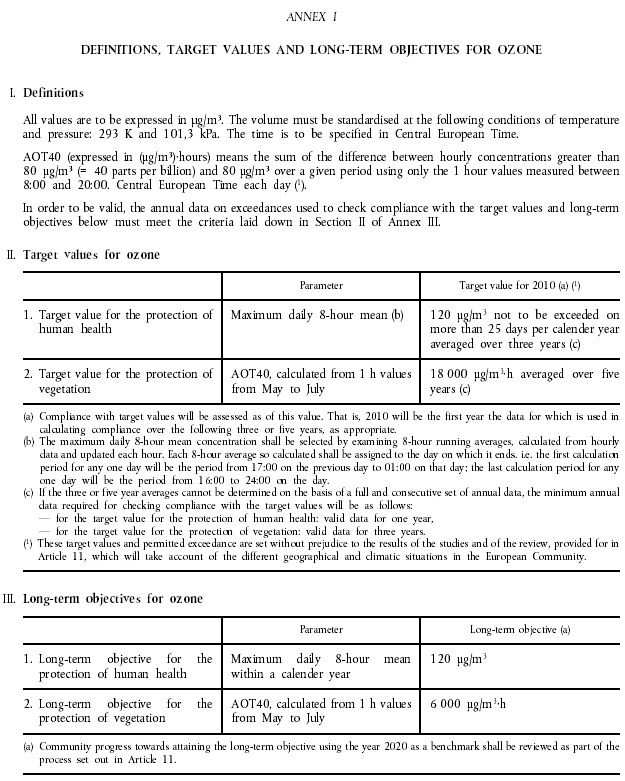 ANNEX I
DEFINITIONS, TARGET VALUES AND LONG-TERM OBJECTIVES FOR OZONE
I. Definitions
All values are to be expressed in µg/m³. The volume must be standardised at the following conditions of temperature
and pressure: 293 K and 101,3 kPa. The time is to be specified in Central European Time.
AOT40 (expressed in (µg/m³)·hours) means the sum of the difference between hourly concentrations greater than
80 µg/m³ (= 40 parts per billion) and 80 µg/m³ over a given period using only the 1 hour values measured between
8:00 and 20:00. Central European Time each day (¹).
In order to be valid, the annual data on exceedances used to check compliance with the target values and long-term
objectives below must meet the criteria laid down in Section II of Annex III.
II. Target values for ozone
Parameter
Target value for 2010 (a) (¹)
1. Target value for the protection of
human health
Maximum daily 8-hour mean (b)
120 µg/m³ not to be exceeded on
more than 25 days per calender year
averaged over three years (c)
2. Target value for the protection of
vegetation
AOT40, calculated from 1 h values
from May to July
18 000 µg/m³·h averaged over five
years (c)
(a) Compliance with target values will be assessed as of this value. That is, 2010 will be the first year the data for which is used in
calculating compliance over the following three or five years, as appropriate.
(b) The maximum daily 8-hour mean concentration shall be selected by examining 8-hour running averages, calculated from hourly
data and updated each hour. Each 8-hour average so calculated shall be assigned to the day on which it ends. i.e. the first calculation
period for any one day will be the period from 17:00 on the previous day to 01:00 on that day; the last calculation period for any
one day will be the period from 16:00 to 24:00 on the day.
(c) If the three or five year averages cannot be determined on the basis of a full and consecutive set of annual data, the minimum annual
data required for checking compliance with the target values will be as follows:
— for the target value for the protection of human health: valid data for one year,
— for the target value for the protection of vegetation: valid data for three years.
(¹) These target values and permitted exceedance are set without prejudice to the results of the studies and of the review, provided for in
Article 11, which will take account of the different geographical and climatic situations in the European Community.
III. Long-term objectives for ozone
Parameter
Long-term objective (a)
1. Long-term objective for the
protection of human health
Maximum daily 8-hour mean
within a calender year
120 µg/m³
2. Long-term objective for the
protection of vegetation
AOT40, calculated from 1 h values
from May to July
6 000 µg/m³·h
(a) Community progress towards attaining the long-term objective using the year 2020 as a benchmark shall be reviewed as part of the
process set out in Article 11.